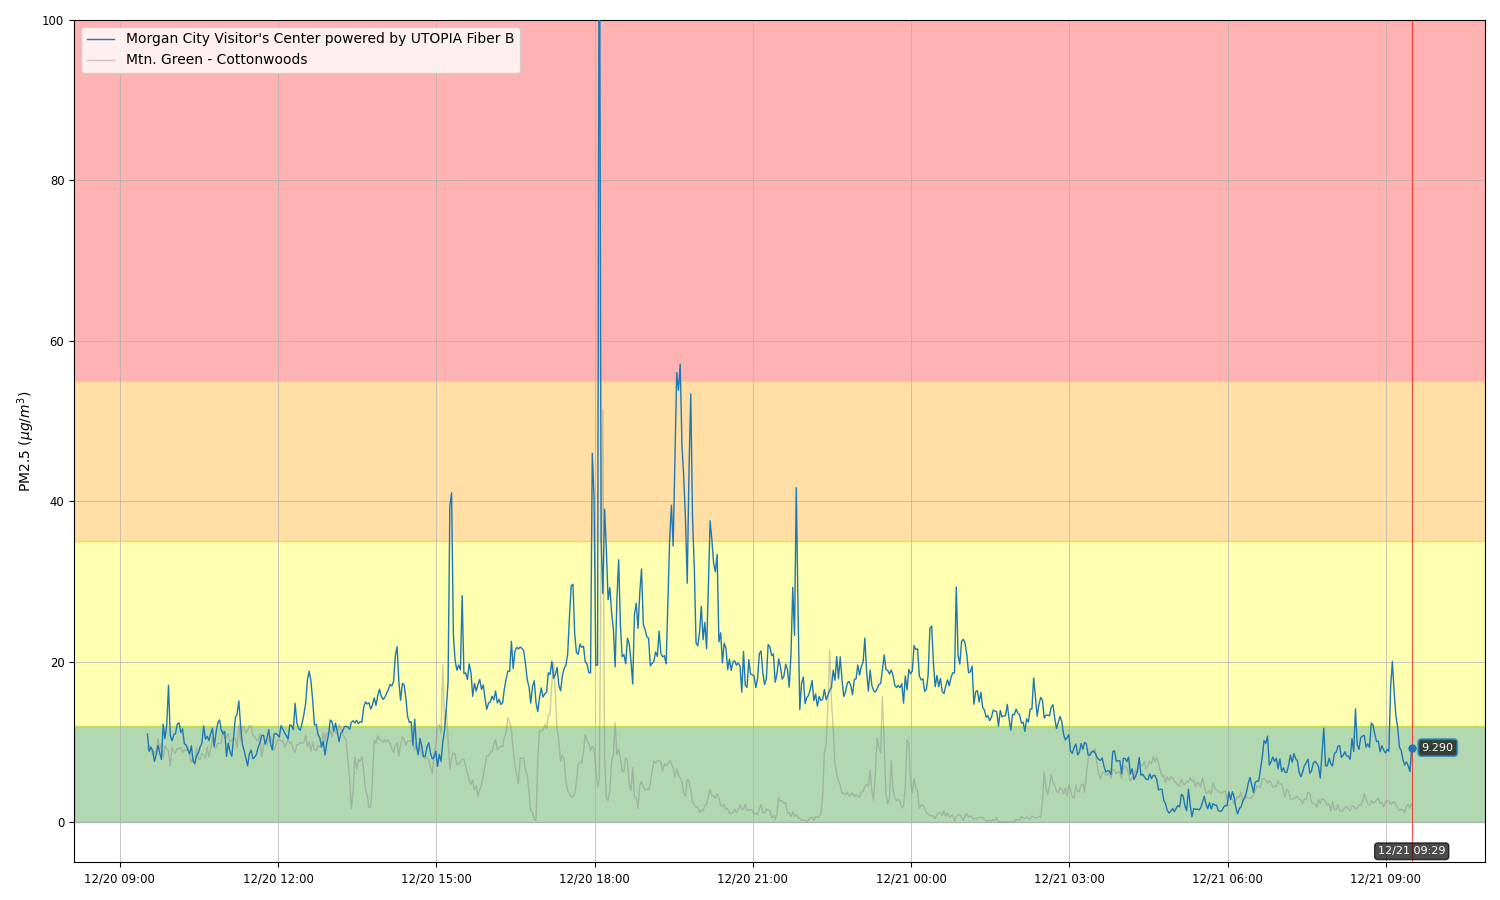 100
Morgan City Visitor's Center powered by UTOPIA Fiber B
Mtn. Green - Cottonwoods
80
60
PM2.5 (μg/m³)
40
20
9.290
0
12/21 09:29
12/20 09:00 12/20 12:00 12/20 15:00 12/20 18:00 12/20 21:00 12/21 00:00 12/21 03:00 12/21 06:00 12/21 09:00